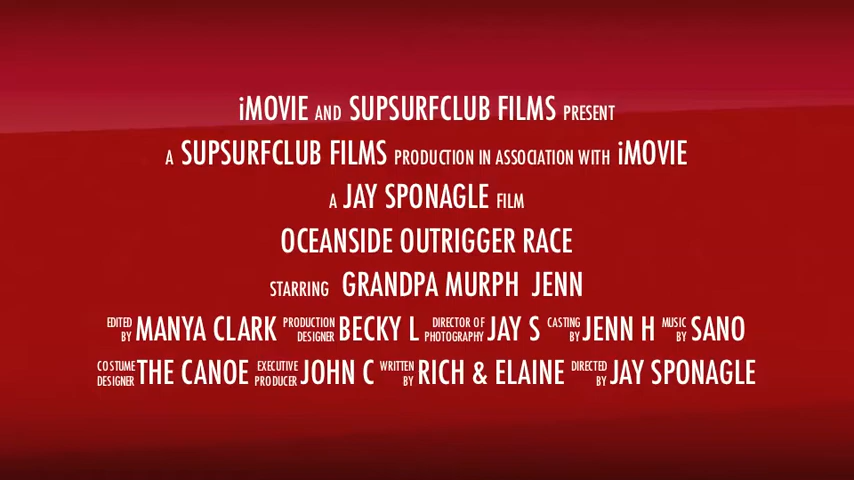 iMOVIE AND SUPSURFCLUB FILMS PRESENT
A SUPSURFCLUB FILMS PRODUCTION IN ASSOCIATION WITH iMOVIE
A JAY SPONAGLE FILM
OCEANSIDE OUTRIGGER RACE
STARRING GRANDPA MURPH JENN
EDITED BY MANYA CLARK PRODUCTION DESIGNER BECKY L DIRECTOR OF PHOTOGRAPHY JAY S CASTING BY JENN H MUSIC BY SANO
COSTUME DESIGNER THE CANOE EXECUTIVE PRODUCER JOHN C WRITTEN BY RICH & ELAINE DIRECTED BY JAY SPONAGLE